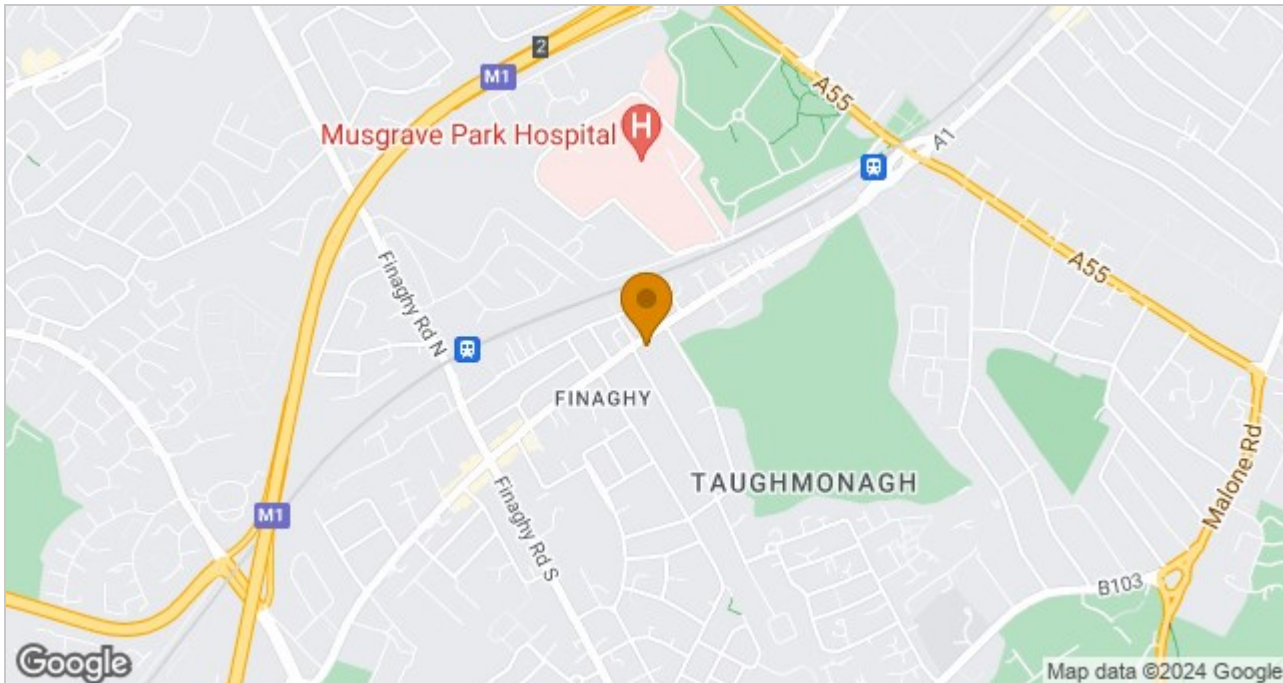 2
M1
A55
Musgrave Park Hospital H
A1
A55
Finaghy Rd N
FINAGHY
TAUGHMONAGH
Malone Rd
M1
Finaghy Rd S
B103
Google
Map data ©2024 Google